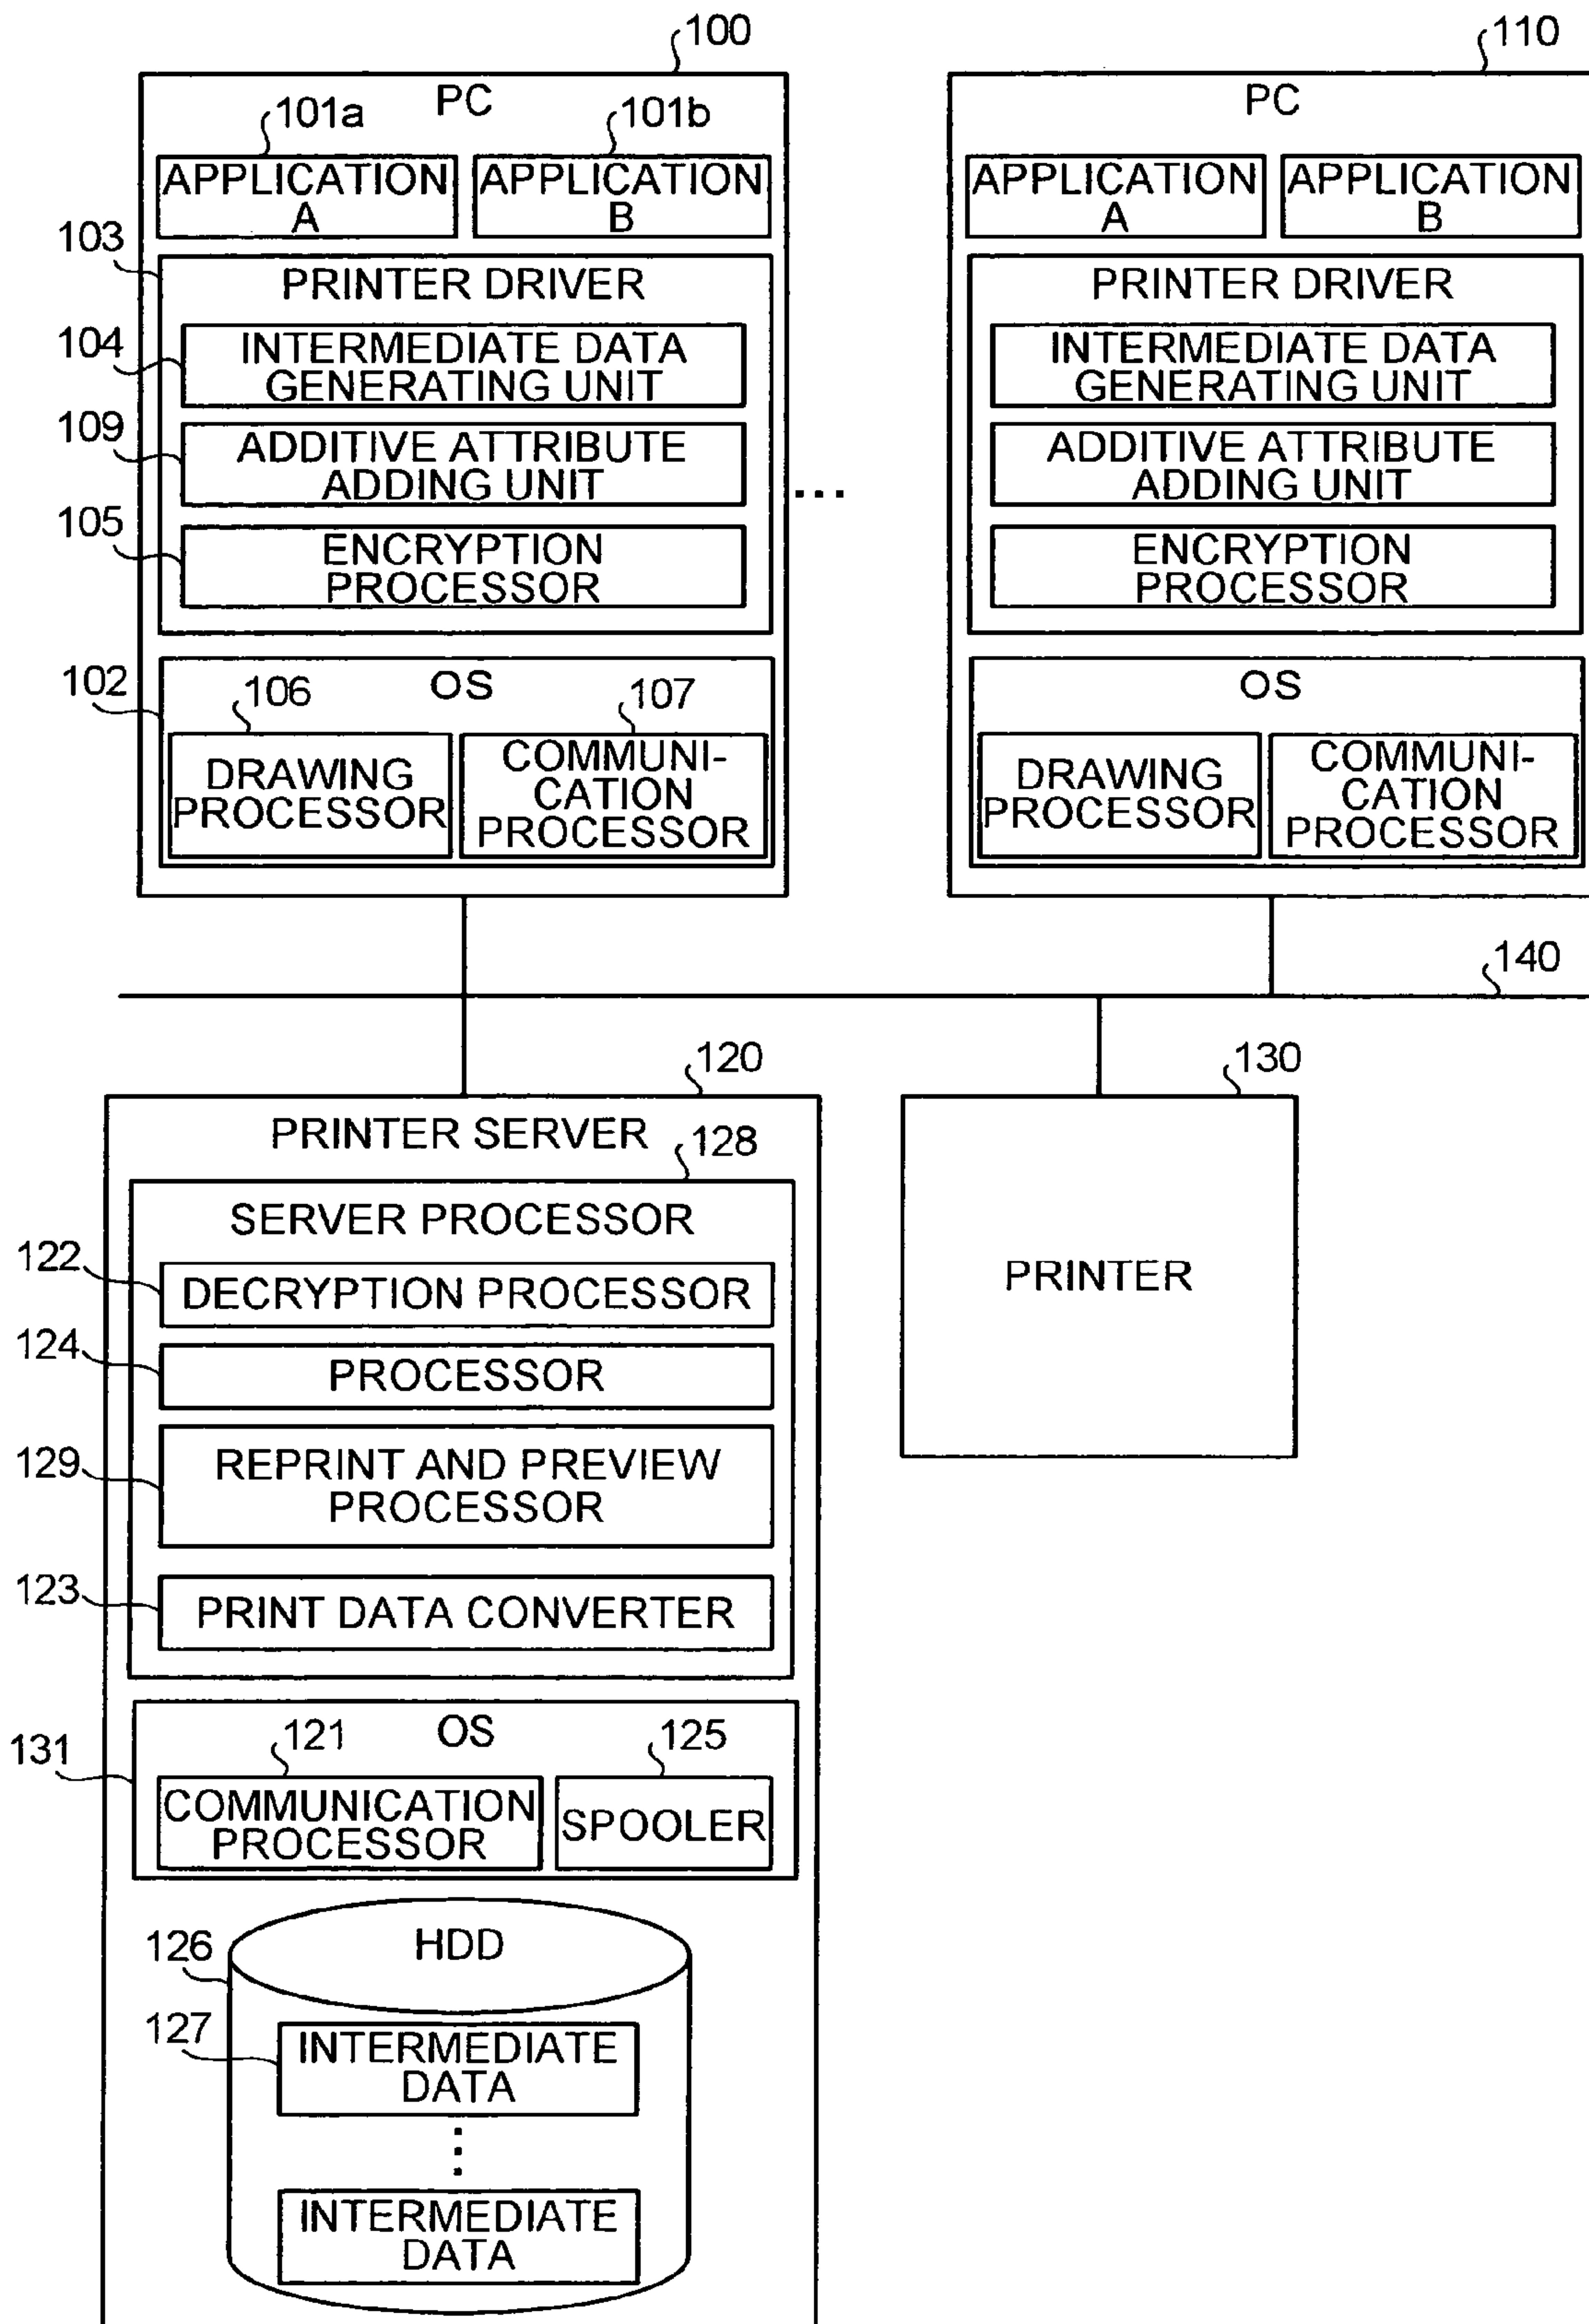 100
110
PC
PC
101a
101b
APPLICATION
A
APPLICATION
B
APPLICATION
A
APPLICATION
B
103
PRINTER DRIVER
PRINTER DRIVER
104
INTERMEDIATE DATA
GENERATING UNIT
INTERMEDIATE DATA
GENERATING UNIT
109
ADDITIVE ATTRIBUTE
ADDING UNIT
...
ADDITIVE ATTRIBUTE
ADDING UNIT
105
ENCRYPTION
PROCESSOR
ENCRYPTION
PROCESSOR
102
OS
OS
106
107
DRAWING
PROCESSOR
COMMUNI-
CATION
PROCESSOR
DRAWING
PROCESSOR
COMMUNI-
CATION
PROCESSOR
140
120
130
PRINTER SERVER
128
SERVER PROCESSOR
122
DECRYPTION PROCESSOR
PRINTER
124
PROCESSOR
129
REPRINT AND PREVIEW
PROCESSOR
123
PRINT DATA CONVERTER
131
OS
121
125
COMMUNICATION
PROCESSOR
SPOOLER
126
HDD
127
INTERMEDIATE
DATA
INTERMEDIATE
DATA